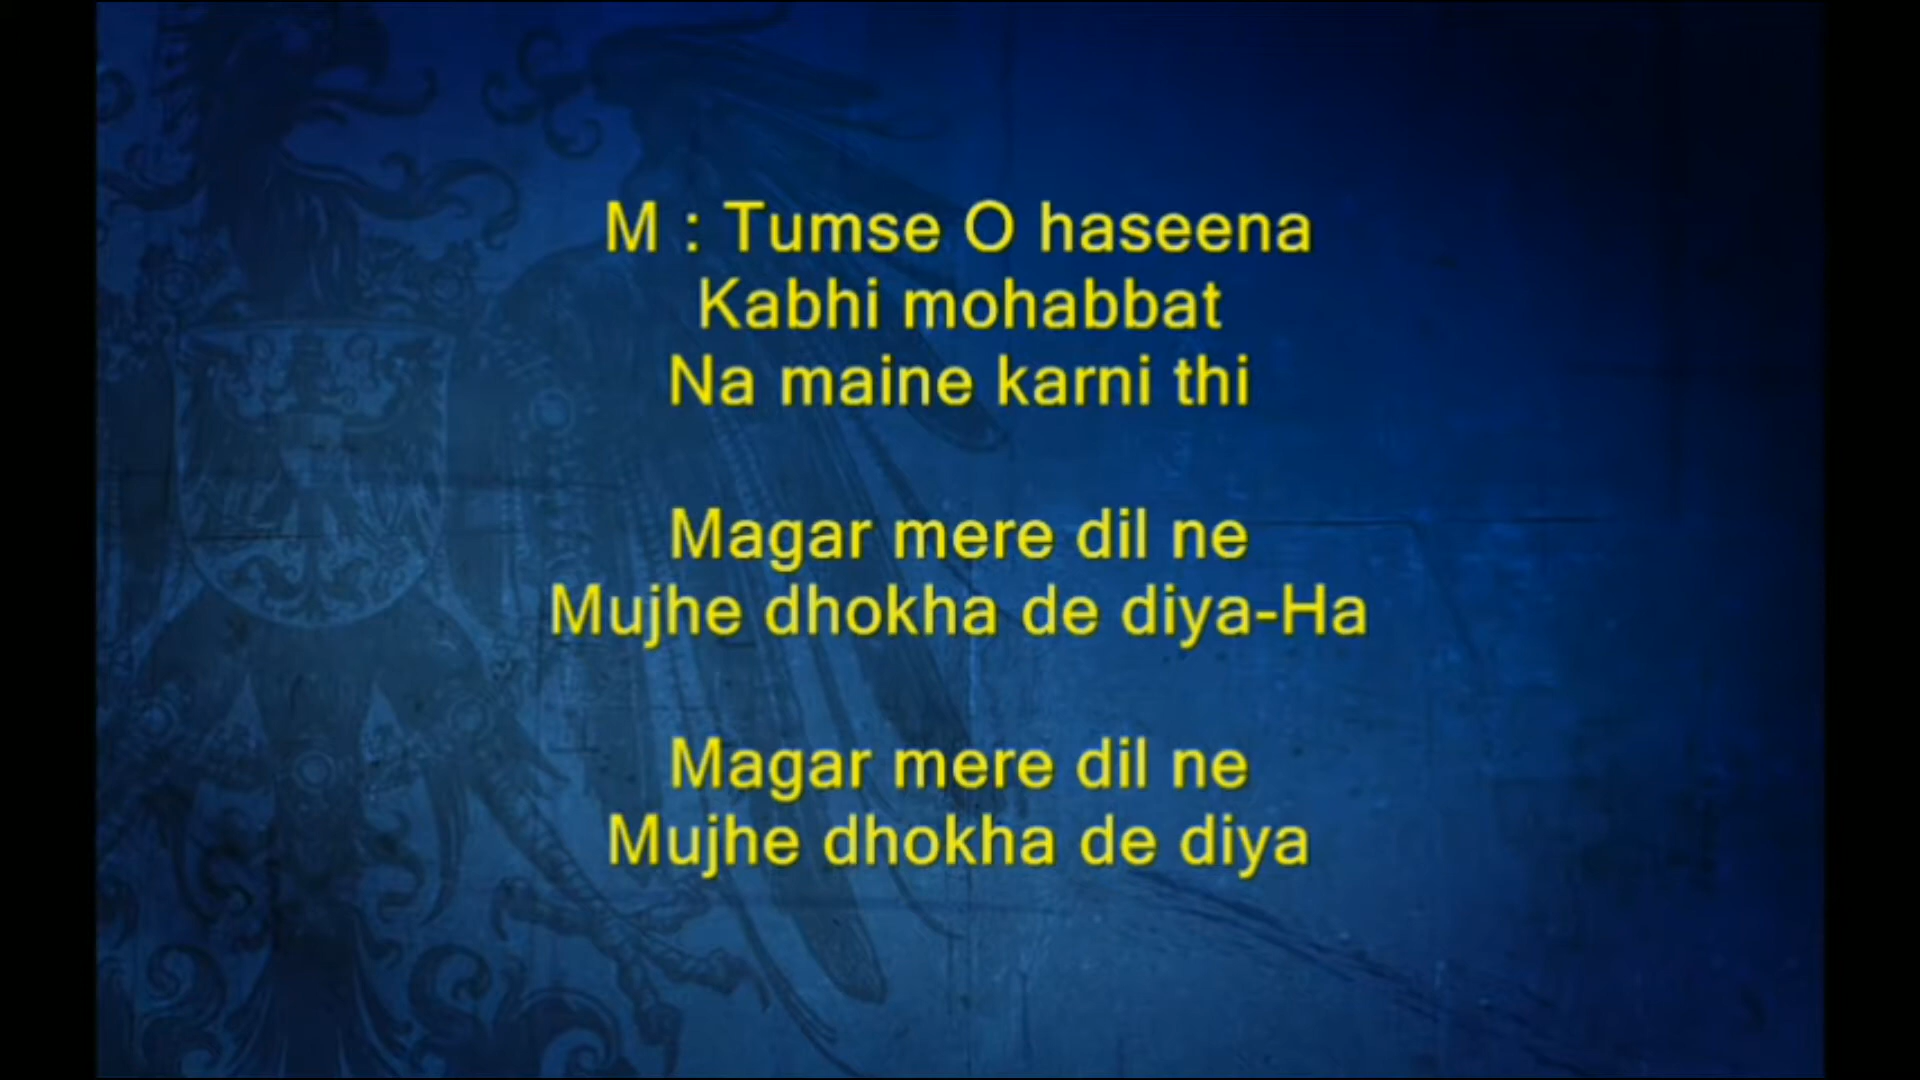 M : Tumse O haseena
Kabhi mohabbat
Na maine karni thi
Magar mere dil ne
Mujhe dhokha de diya-Ha
Magar mere dil ne
Mujhe dhokha de diya